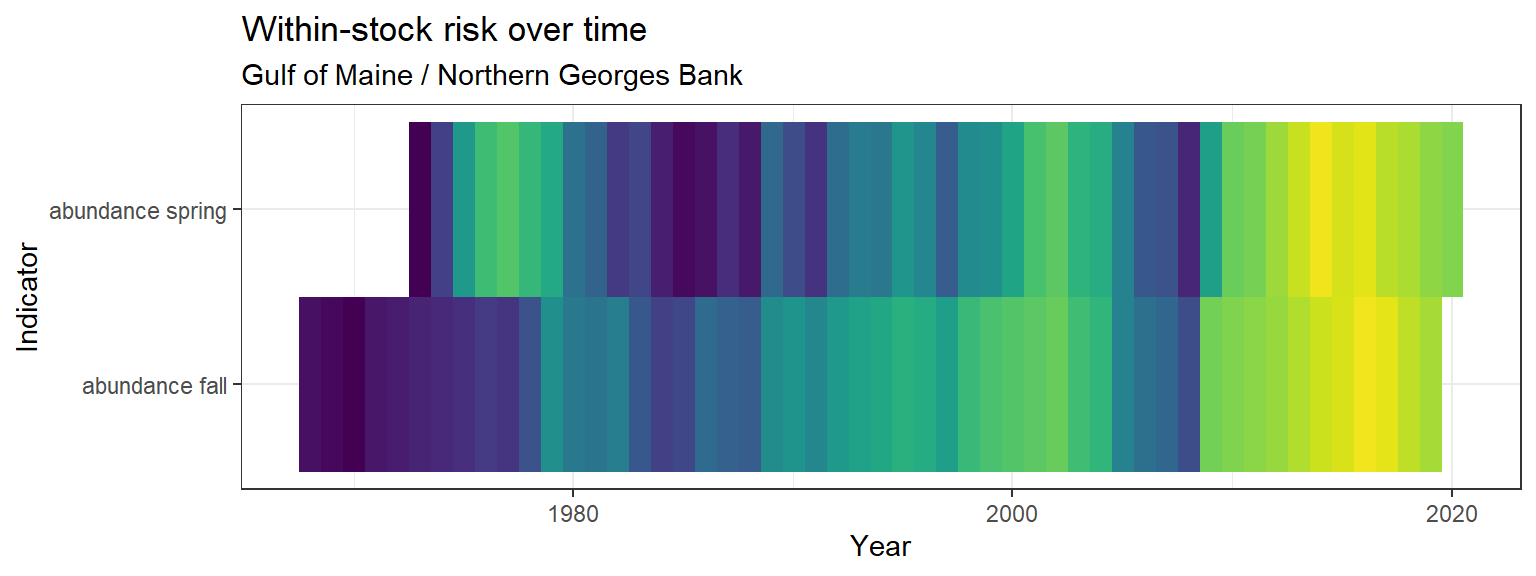 Within-stock risk over time
Gulf of Maine / Northern Georges Bank
Indicator
abundance spring
abundance fall
1980
2000
2020
Year